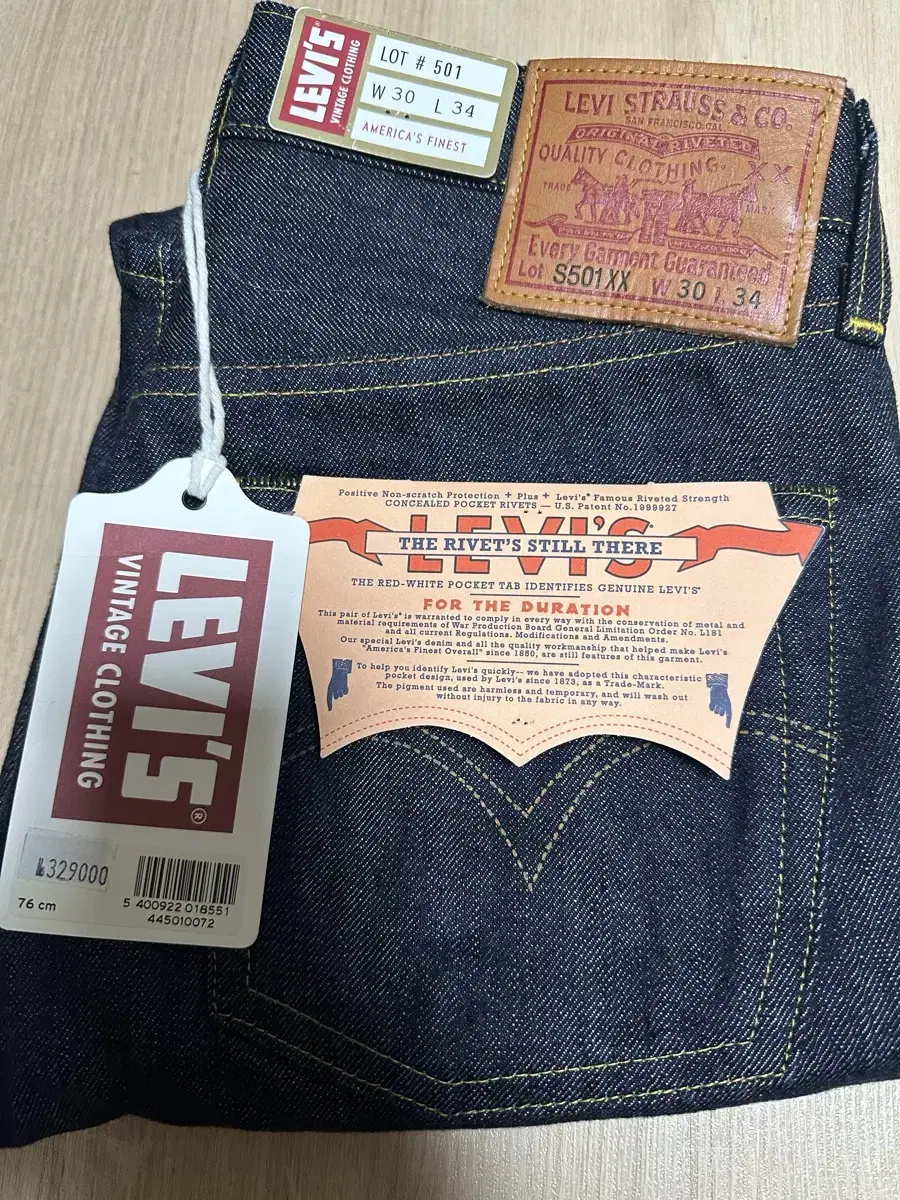 LEVI'S
VINTAGE CLOTHING
LOT # 501
W 30 L 34
AMERICA'S FINEST
LEVI STRAUSS & CO.
SAN FRANCISCO.CAL.
ORIGINAL RIVETED
QUALITY CLOTHING.
XX
TRADE MARK
Every Garment Guaranteed
Lot S501XX W 30 L 34
Positive Non-scratch Protection + Plus + Levi's® Famous Riveted Strength
CONCEALED POCKET RIVETS — U.S. Patent No.1999927
LEVI'S®
THE RIVET'S STILL THERE
THE RED-WHITE POCKET TAB IDENTIFIES GENUINE LEVI'S®
FOR THE DURATION
This pair of Levi's® is warranted to comply in every way with the conservation of metal and
material requirements of War Production Board General Limitation Order No. L181
and all current Regulations. Modifications and Amendments.
Our special Levi's denim and all the quality workmanship that helped make Levi's
"America's Finest Overall" since 1850, are still features of this garment.
To help you identify Levi's quickly-- we have adopted this characteristic
pocket design, used by Levi's since 1873, as a Trade-Mark.
The pigment used are harmless and temporary, and will wash out
without injury to the fabric in any way.
LEVI'S®
VINTAGE CLOTHING
329000
76 cm
5 400922 018551
445010072